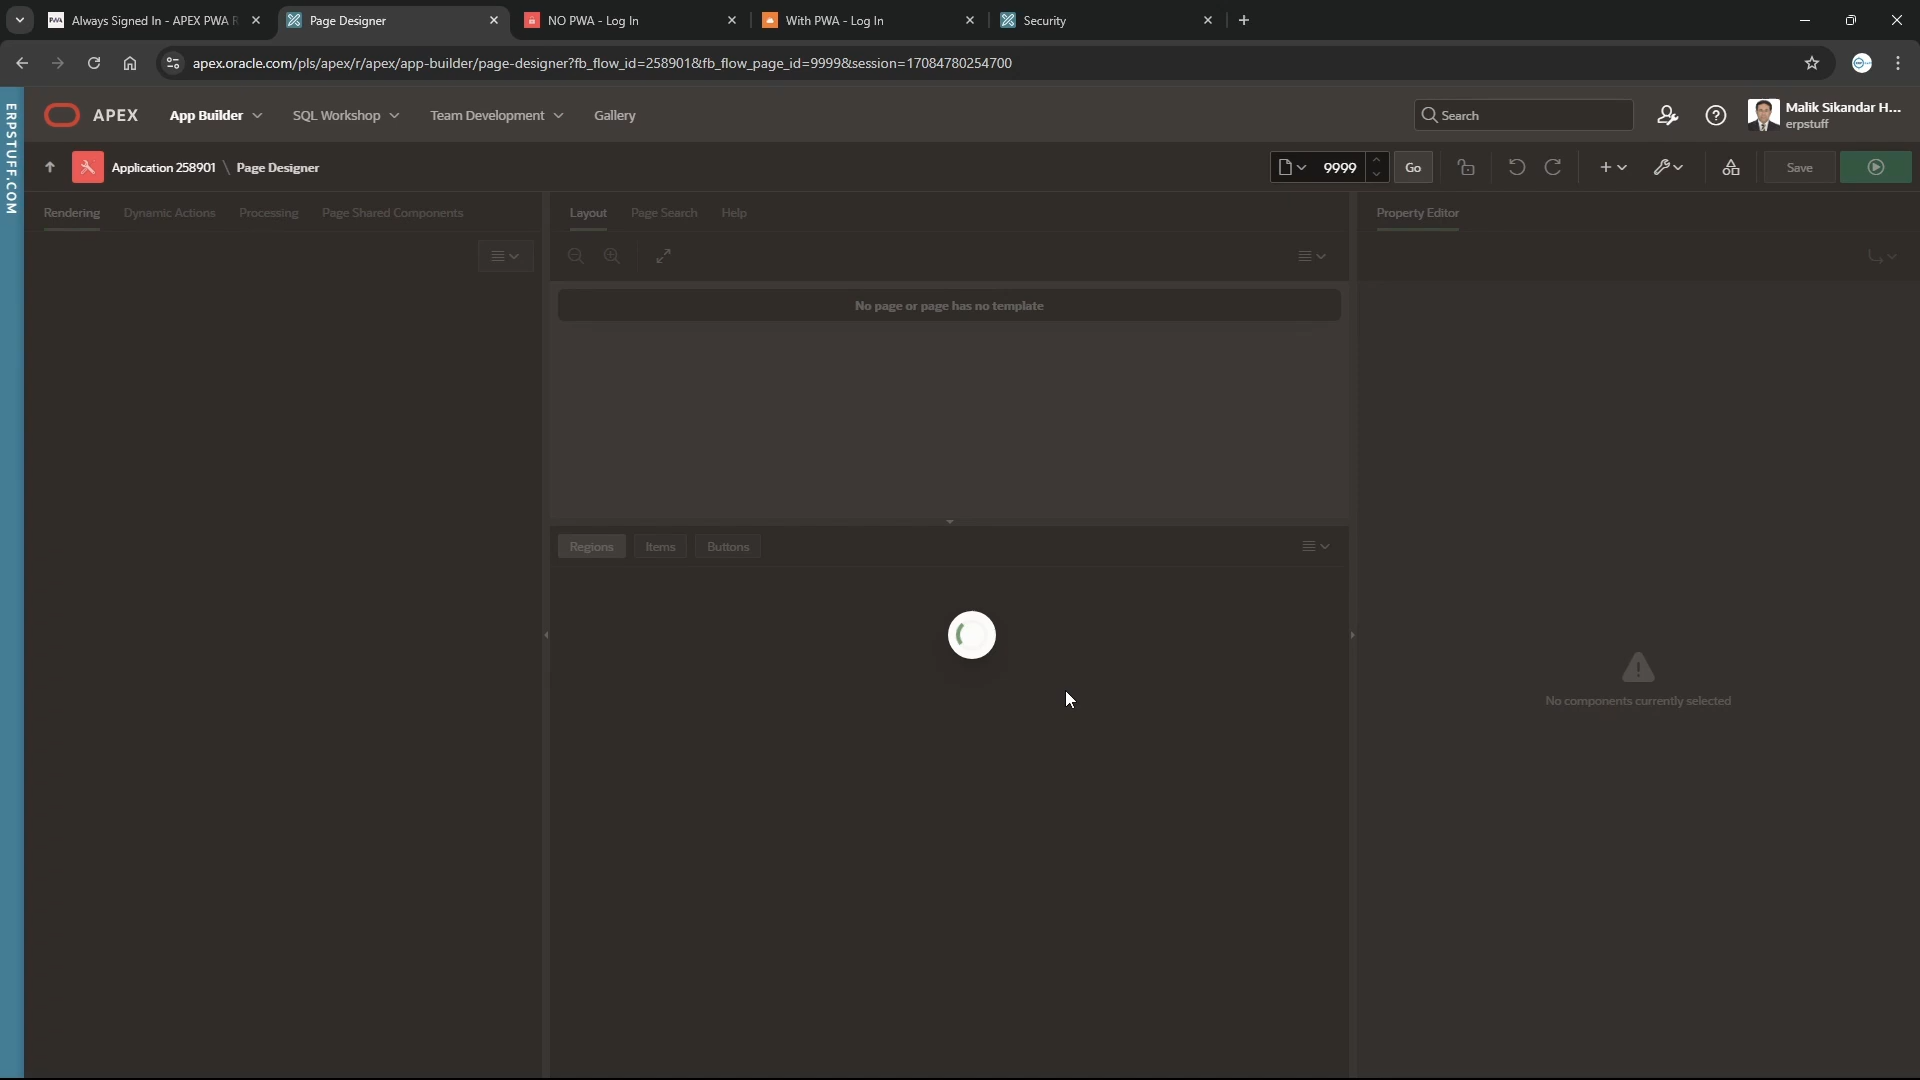 Always Signed In - APEX PWA R
Page Designer
NO PWA - Log In
With PWA - Log In
Security
apex.oracle.com/pls/apex/r/apex/app-builder/page-designer?fb_flow_id=258901&fb_flow_page_id=9999&session=17084780254700
ERPSTUFF.COM
APEX
App Builder
SQL Workshop
Team Development
Gallery
Search
Malik Sikandar H...
erpstuff
Application 258901 \ Page Designer
9999
Go
Save
Rendering
Dynamic Actions
Processing
Page Shared Components
Layout
Page Search
Help
Property Editor
No page or page has no template
Regions
Items
Buttons
No components currently selected